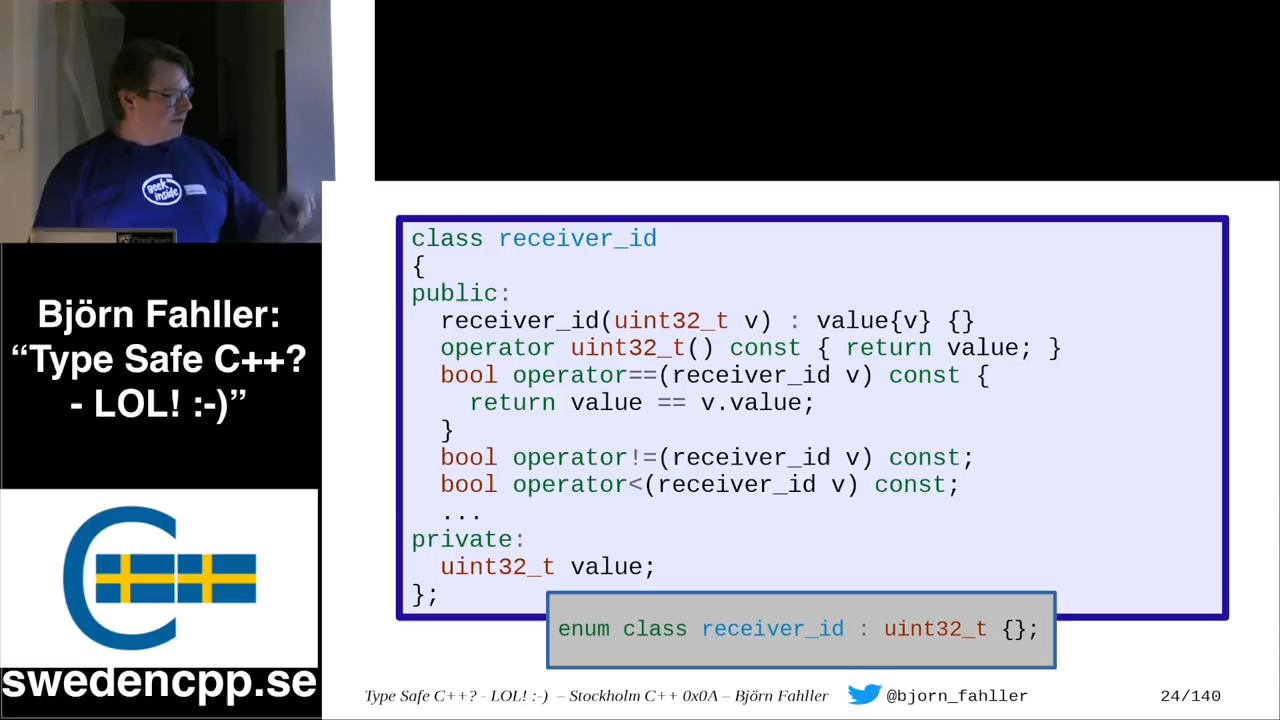 geek
inside
Björn Fahller:
“Type Safe C++?
- LOL! :-)”
swedencpp.se
class receiver_id
{
public:
  receiver_id(uint32_t v) : value{v} {}
  operator uint32_t() const { return value; }
  bool operator==(receiver_id v) const {
    return value == v.value;
  }
  bool operator!=(receiver_id v) const;
  bool operator<(receiver_id v) const;
  ...
private:
  uint32_t value;
};
enum class receiver_id : uint32_t {};
Type Safe C++? - LOL! :-) – Stockholm C++ 0x0A – Björn Fahller @bjorn_fahller 24/140